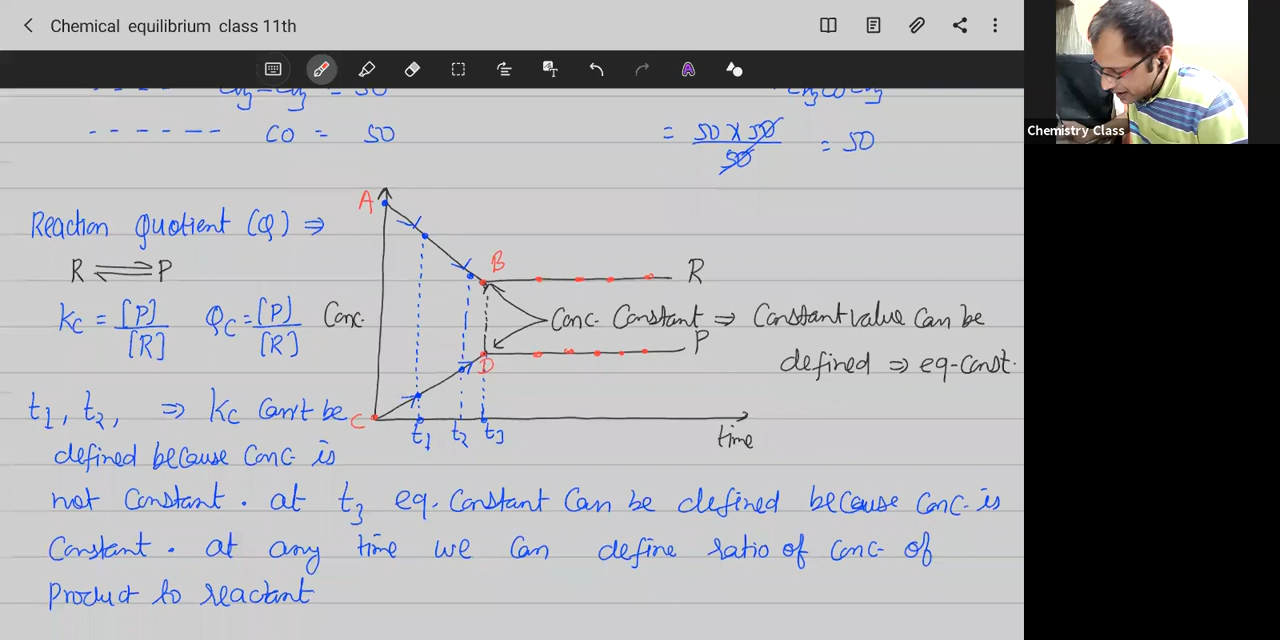 Chemical equilibrium class 11th
= 50
CH3COCH3
CO = 50
= 50 X 50
50
= 50
Chemistry Class
Reaction Quotient (Q) ⇒
R ⇌ P
KC = [P]
[R]
QC = [P]
[R]
A
B
R
Conc.
Conc. Constant ⇒ Constant value can be
P
D
defined ⇒ eq-Const.
t1, t2, ⇒ KC Can't be
C
t1 t2 t3
time
defined because Conc is
not Constant. at t3 eq. Constant Can be defined because Conc. is
Constant. at any time we Can define ratio of Conc of
Product to reactant